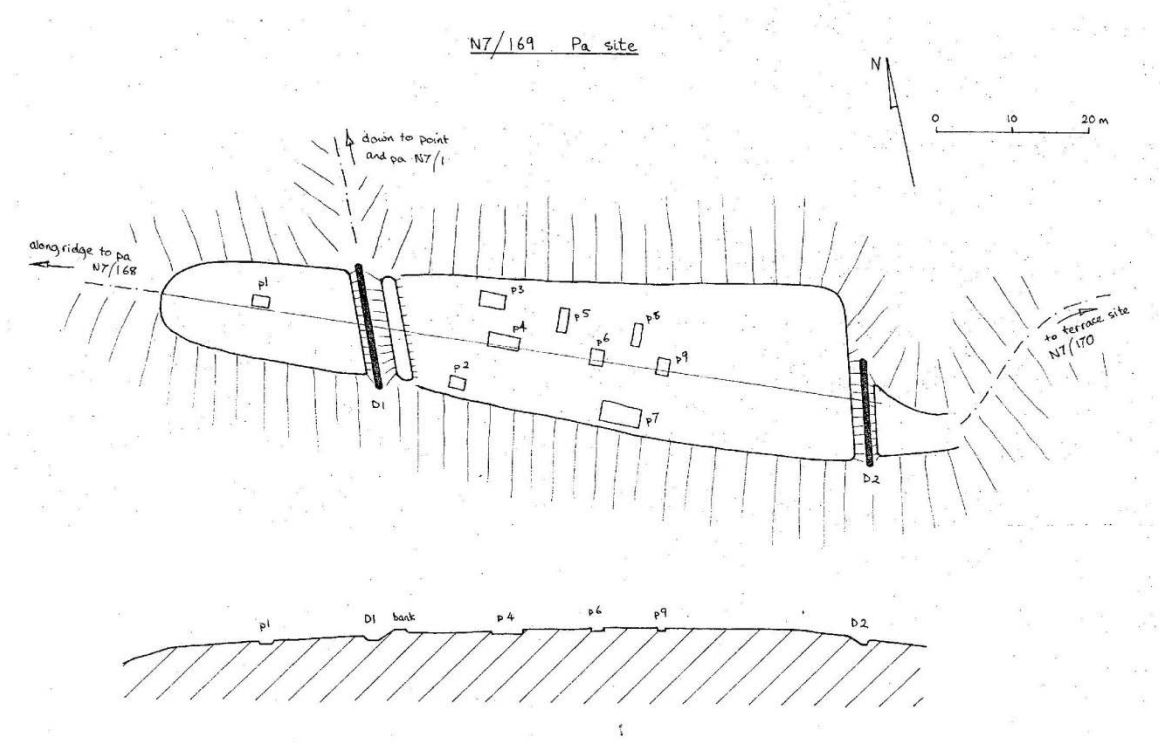 N7/169 Pa site
N
0 10 20 m
down to point
and pa N7/1
along ridge to pa
N7/168
p1
p3
p5
p8
p4
p6
p9
p2
p7
D1
D2
to terrace site
N7/170
p1
D1
bank
p4
p6
p9
D2